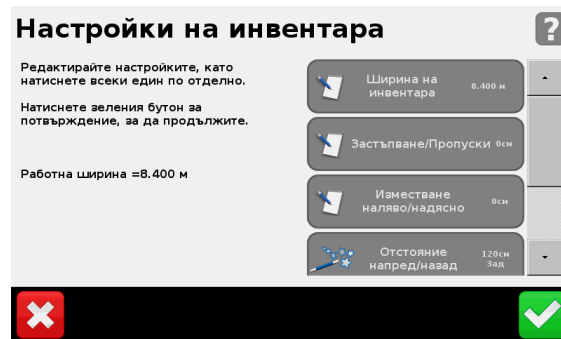 Настройки на инвентара
?
Редактирайте настройките, като
натиснете всеки един по отделно.
Натиснете зеления бутон за
потвърждение, за да продължите.
Работна ширина =8.400 м
Ширина на
инвентара
8.400 м
Застъпване/Пропуски 0см
Изместване
наляво/надясно
0см
Отстояние
напред/назад
120см
Зад